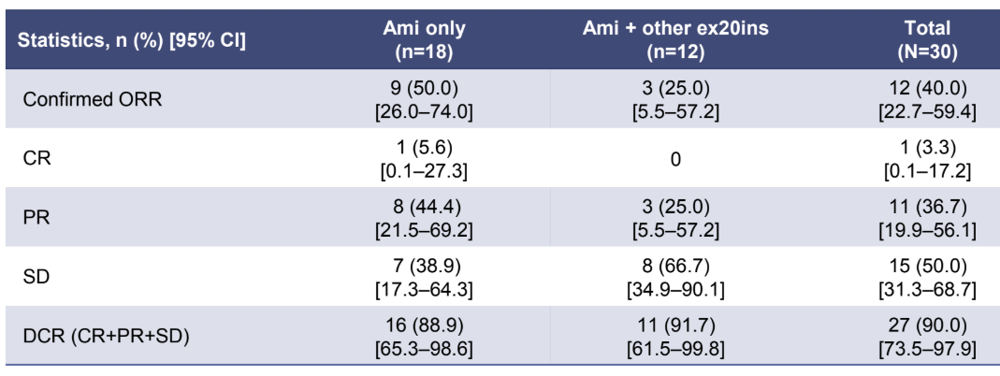 Statistics, n (%) [95% CI]
Ami only
(n=18)
Ami + other ex20ins
(n=12)
Total
(N=30)
Confirmed ORR
9 (50.0)
[26.0–74.0]
3 (25.0)
[5.5–57.2]
12 (40.0)
[22.7–59.4]
CR
1 (5.6)
[0.1–27.3]
0
1 (3.3)
[0.1–17.2]
PR
8 (44.4)
[21.5–69.2]
3 (25.0)
[5.5–57.2]
11 (36.7)
[19.9–56.1]
SD
7 (38.9)
[17.3–64.3]
8 (66.7)
[34.9–90.1]
15 (50.0)
[31.3–68.7]
DCR (CR+PR+SD)
16 (88.9)
[65.3–98.6]
11 (91.7)
[61.5–99.8]
27 (90.0)
[73.5–97.9]